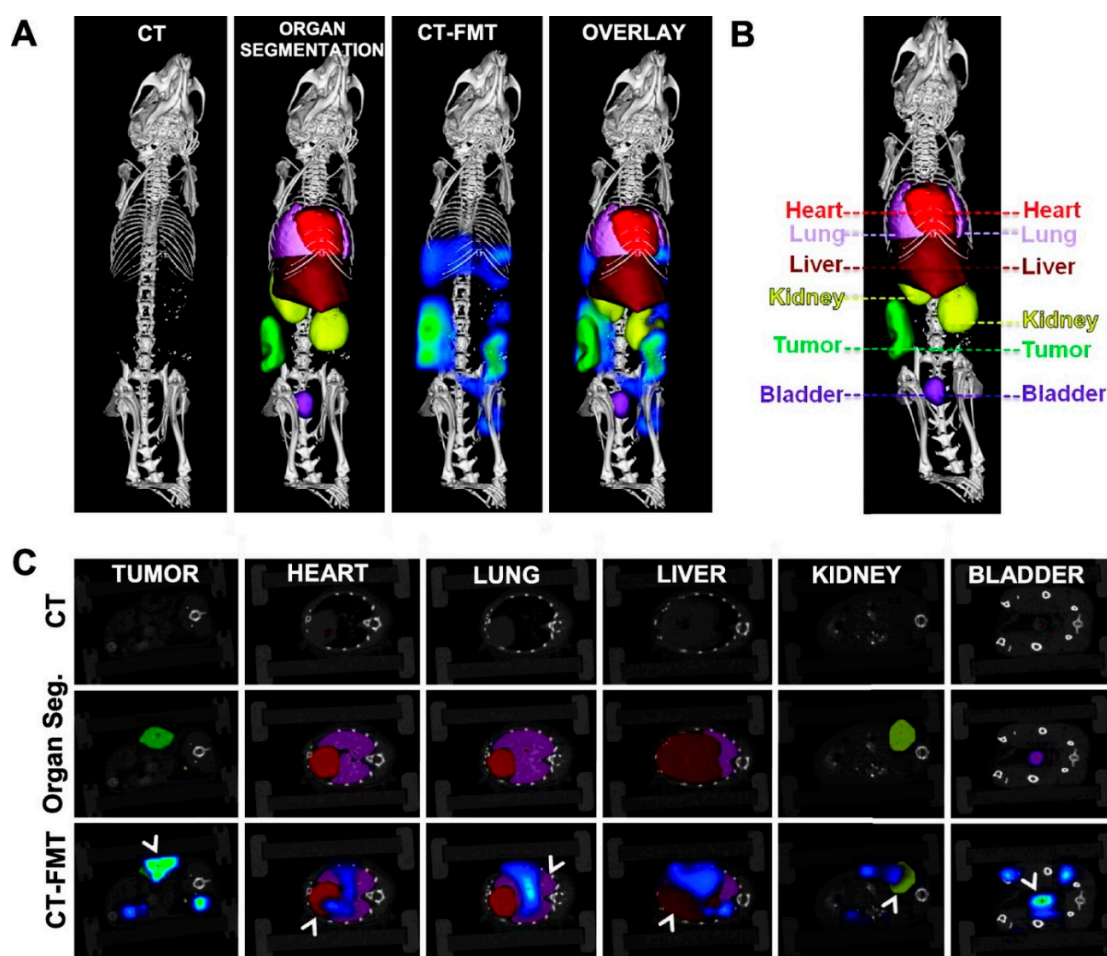 A
CT
ORGAN
SEGMENTATION
CT-FMT
OVERLAY
B
Heart
Heart
Lung
Lung
Liver
Liver
Kidney
Kidney
Tumor
Tumor
Bladder
Bladder
C
TUMOR
HEART
LUNG
LIVER
KIDNEY
BLADDER
CT
Organ Seg.
CT-FMT